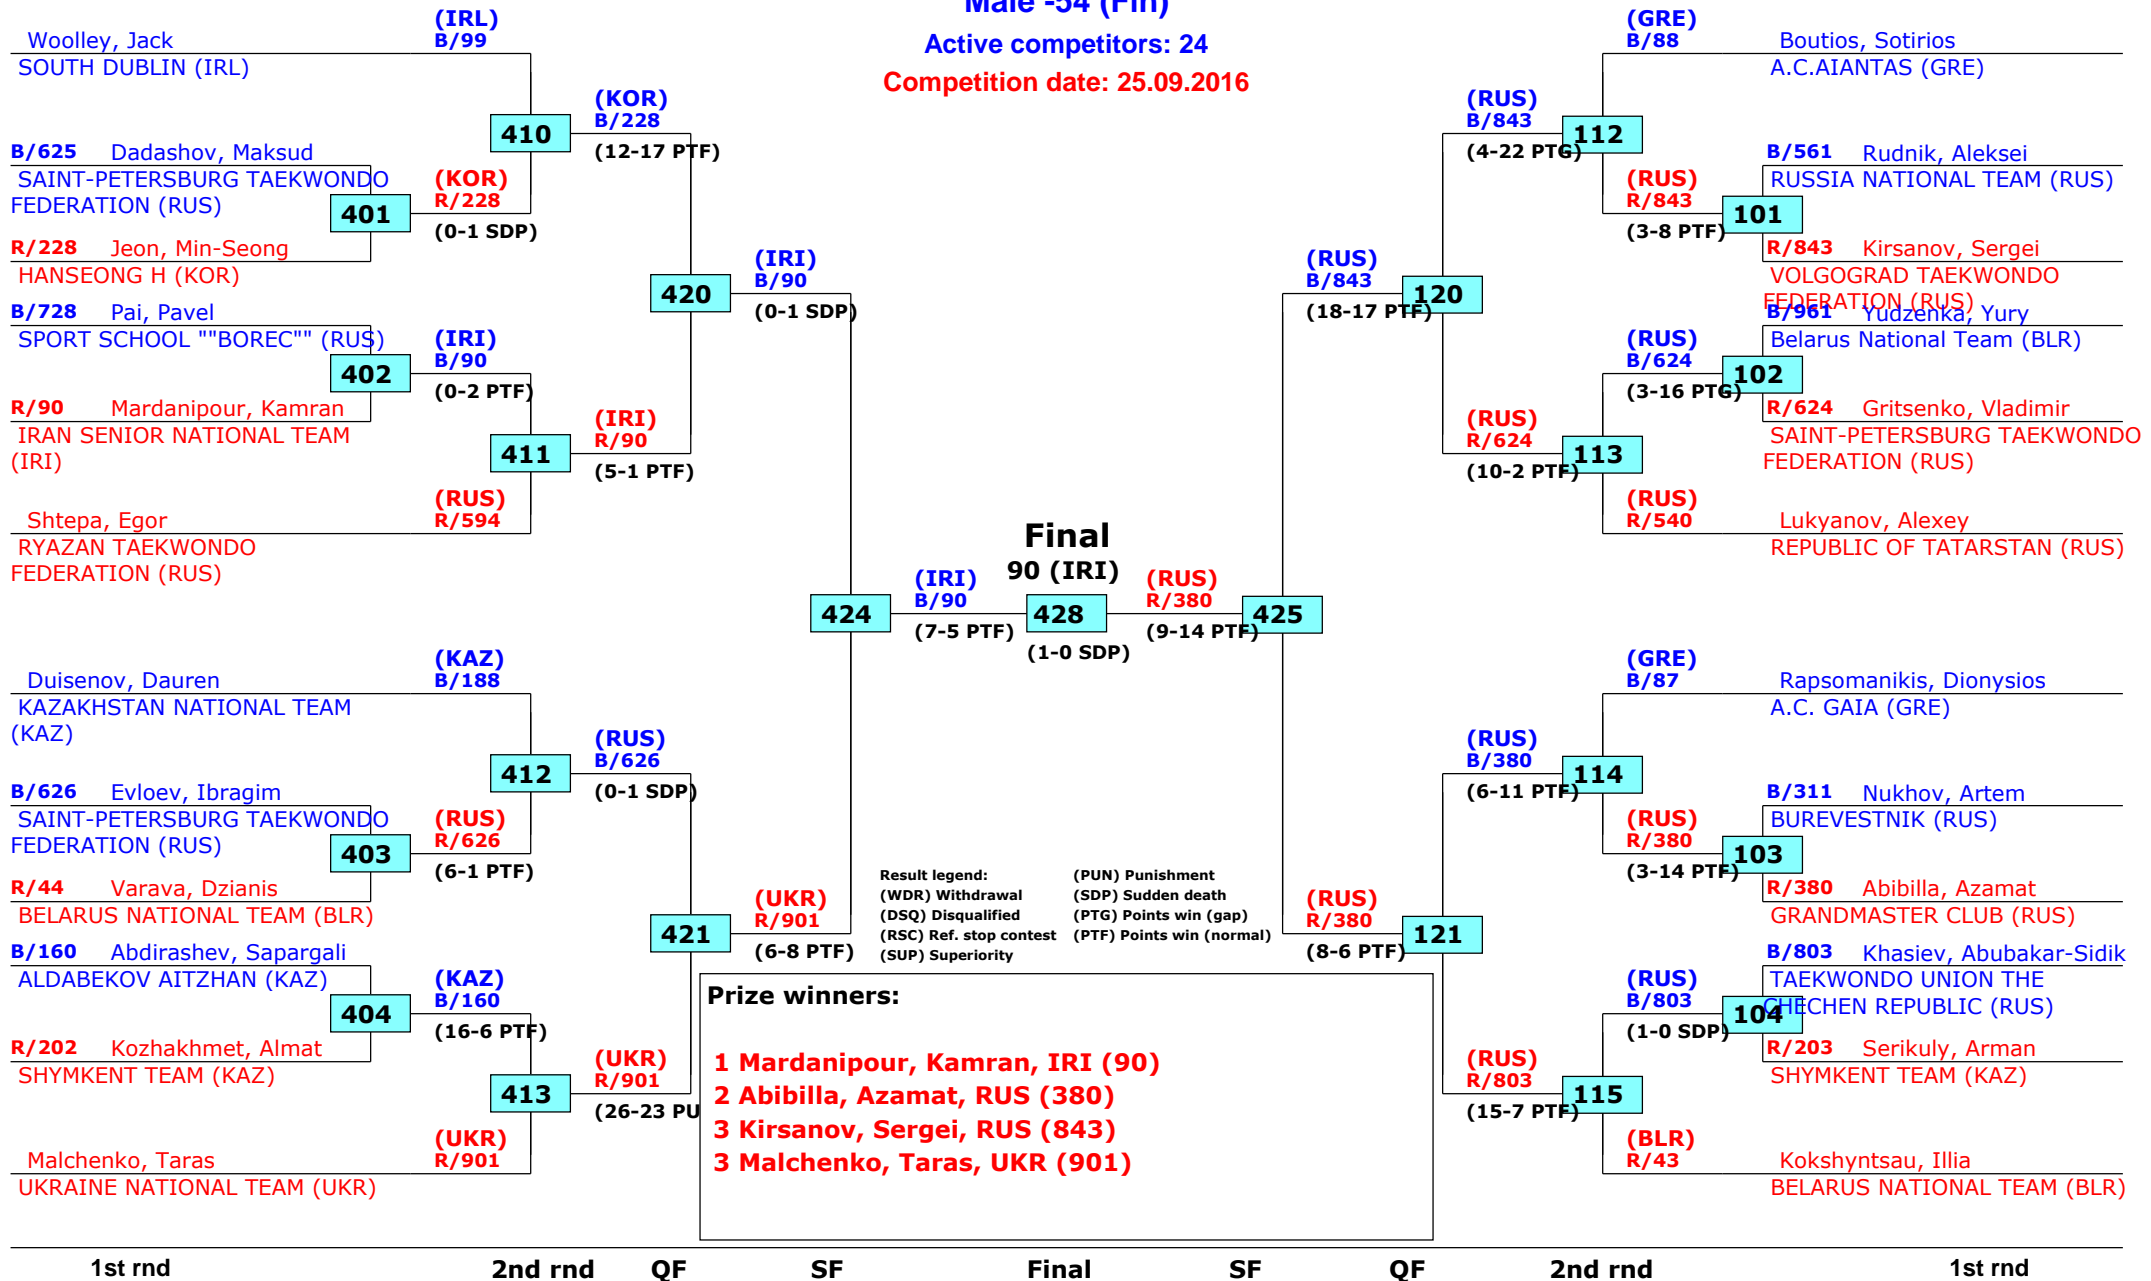 Male -54 (Fin)
Active competitors: 24
Competition date: 25.09.2016
Woolley, Jack
SOUTH DUBLIN (IRL)
(IRL)
B/99
B/625 Dadashov, Maksud
SAINT-PETERSBURG TAEKWONDO
FEDERATION (RUS)
401
R/228 Jeon, Min-Seong
HANSEONG H (KOR)
(KOR)
R/228
(0-1 SDP)
410
(KOR)
B/228
(12-17 PTF)
B/728 Pai, Pavel
SPORT SCHOOL ""BOREC"" (RUS)
402
R/90 Mardanipour, Kamran
IRAN SENIOR NATIONAL TEAM
(IRI)
(IRI)
B/90
(0-2 PTF)
411
(IRI)
R/90
(5-1 PTF)
Shtepa, Egor
RYAZAN TAEKWONDO
FEDERATION (RUS)
(RUS)
R/594
420
(IRI)
B/90
(0-1 SDP)
Duisenov, Dauren
KAZAKHSTAN NATIONAL TEAM
(KAZ)
(KAZ)
B/188
412
(RUS)
B/626
(0-1 SDP)
B/626 Evloev, Ibragim
SAINT-PETERSBURG TAEKWONDO
FEDERATION (RUS)
403
R/44 Varava, Dzianis
BELARUS NATIONAL TEAM (BLR)
(RUS)
R/626
(6-1 PTF)
B/160 Abdirashev, Sapargali
ALDABEKOV AITZHAN (KAZ)
404
R/202 Kozhakhmet, Almat
SHYMKENT TEAM (KAZ)
(KAZ)
B/160
(16-6 PTF)
413
(UKR)
R/901
(26-23 PU
Malchenko, Taras
UKRAINE NATIONAL TEAM (UKR)
(UKR)
R/901
421
(UKR)
R/901
(6-8 PTF)
424
(IRI)
B/90
(7-5 PTF)
Final
90 (IRI)
428
(1-0 SDP)
(RUS)
R/380
(9-14 PTF)
425
(RUS)
B/843
(18-17 PTF)
120
(RUS)
B/843
(4-22 PTG)
112
(GRE)
B/88
Boutios, Sotirios
A.C.AIANTAS (GRE)
(RUS)
R/843
(3-8 PTF)
101
B/561 Rudnik, Aleksei
RUSSIA NATIONAL TEAM (RUS)
R/843 Kirsanov, Sergei
VOLGOGRAD TAEKWONDO
FEDERATION (RUS)
B/961 Yudzenka, Yury
Belarus National Team (BLR)
(RUS)
B/624
(3-16 PTG)
102
R/624 Gritsenko, Vladimir
SAINT-PETERSBURG TAEKWONDO
FEDERATION (RUS)
(RUS)
R/624
(10-2 PTF)
113
(RUS)
R/540
Lukyanov, Alexey
REPUBLIC OF TATARSTAN (RUS)
(GRE)
B/87
Rapsomanikis, Dionysios
A.C. GAIA (GRE)
(RUS)
B/380
(6-11 PTF)
114
B/311 Nukhov, Artem
BUREVESTNIK (RUS)
(RUS)
R/380
(3-14 PTF)
103
R/380 Abibilla, Azamat
GRANDMASTER CLUB (RUS)
(RUS)
R/380
(8-6 PTF)
121
B/803 Khasiev, Abubakar-Sidik
TAEKWONDO UNION THE
CHECHEN REPUBLIC (RUS)
(RUS)
B/803
(1-0 SDP)
104
R/203 Serikuly, Arman
SHYMKENT TEAM (KAZ)
(RUS)
R/803
(15-7 PTF)
115
(BLR)
R/43
Kokshyntsau, Illia
BELARUS NATIONAL TEAM (BLR)
Result legend: (PUN) Punishment
(WDR) Withdrawal (SDP) Sudden death
(DSQ) Disqualified (PTG) Points win (gap)
(RSC) Ref. stop contest (PTF) Points win (normal)
(SUP) Superiority
Prize winners:
1 Mardanipour, Kamran, IRI (90)
2 Abibilla, Azamat, RUS (380)
3 Kirsanov, Sergei, RUS (843)
3 Malchenko, Taras, UKR (901)
1st rnd 2nd rnd QF SF Final SF QF 2nd rnd 1st rnd